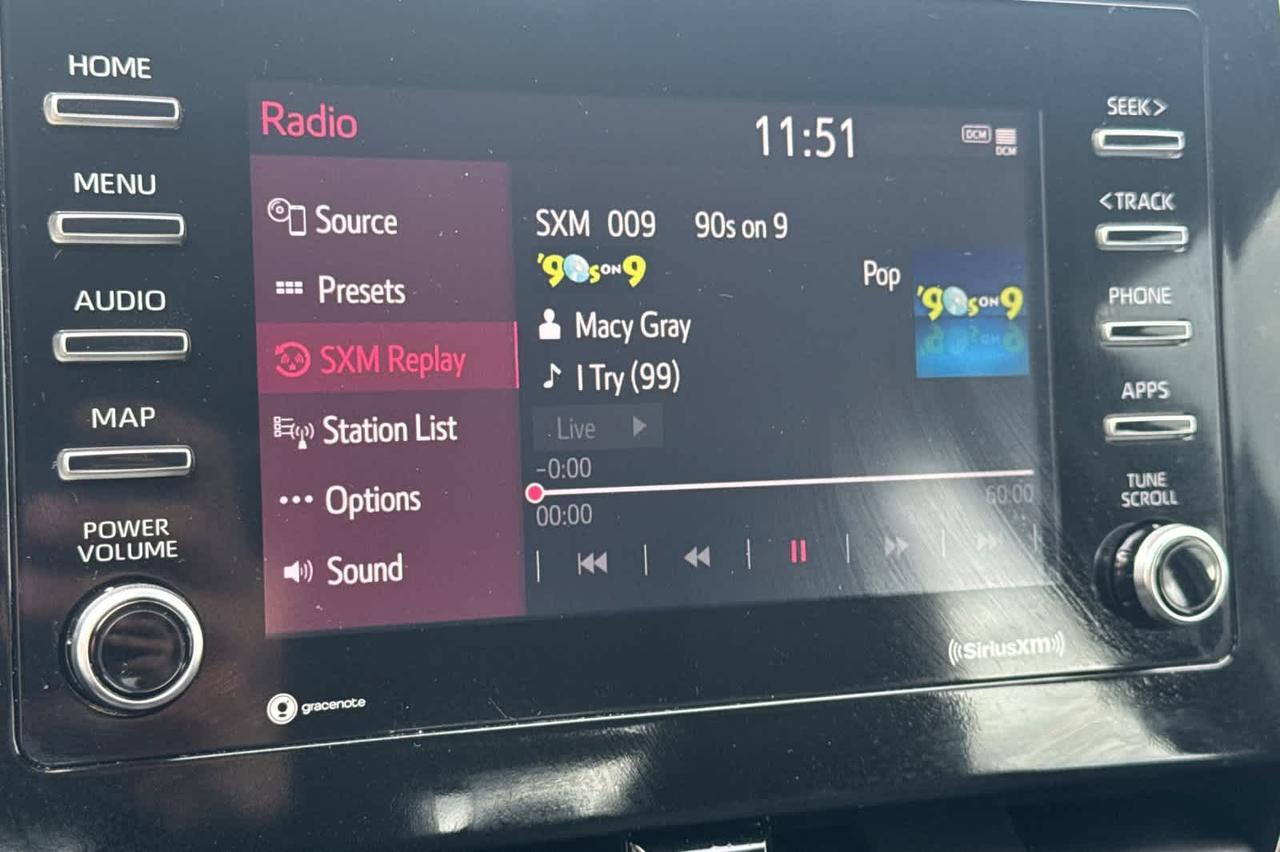 HOME
MENU
AUDIO
MAP
POWER
VOLUME
Radio
11:51
DCM
DCM
Source
Presets
SXM Replay
Station List
Options
Sound
SXM 009 90s on 9
'90s ON 9
Pop
'90s ON 9
Macy Gray
I Try (99)
Live
-0:00
00:00
60:00
SEEK >
< TRACK
PHONE
APPS
TUNE
SCROLL
gracenote
((SiriusXM))